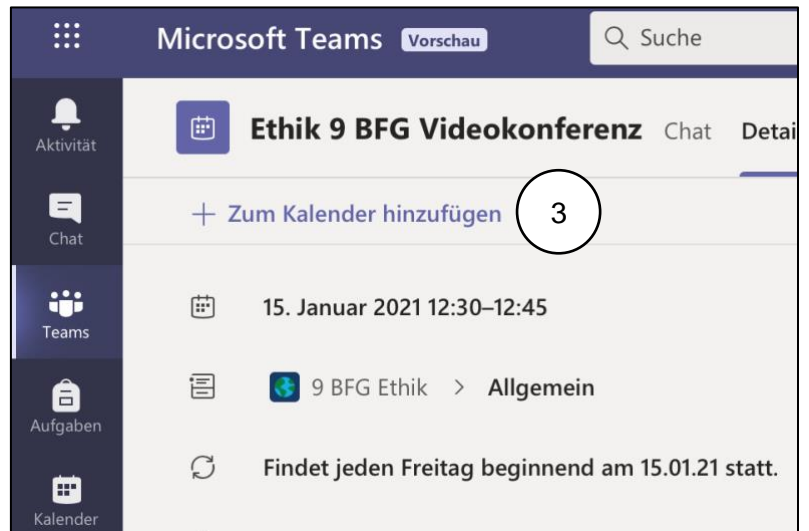 Microsoft Teams Vorschau Suche
Aktivität
Ethik 9 BFG Videokonferenz Chat Detai
Chat
+ Zum Kalender hinzufügen 3
Teams
15. Januar 2021 12:30–12:45
9 BFG Ethik > Allgemein
Aufgaben
Findet jeden Freitag beginnend am 15.01.21 statt.
Kalender